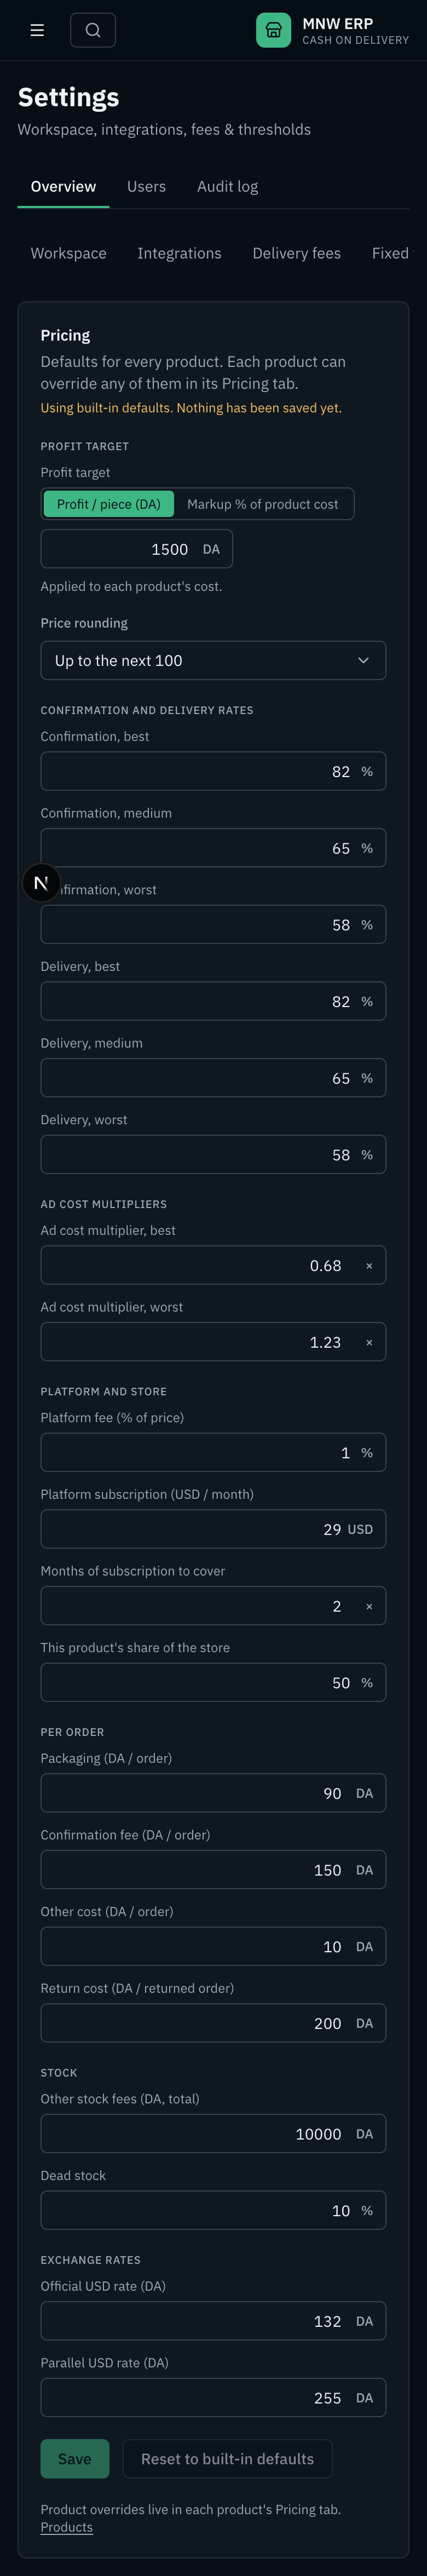 MNW ERP
CASH ON DELIVERY
Settings
Workspace, integrations, fees & thresholds
Overview Users Audit log
Workspace Integrations Delivery fees Fixed
Pricing
Defaults for every product. Each product can
override any of them in its Pricing tab.
Using built-in defaults. Nothing has been saved yet.
PROFIT TARGET
Profit target
Profit / piece (DA) Markup % of product cost
1500 DA
Applied to each product's cost.
Price rounding
Up to the next 100
CONFIRMATION AND DELIVERY RATES
Confirmation, best
82 %
Confirmation, medium
65 %
N
firmation, worst
58 %
Delivery, best
82 %
Delivery, medium
65 %
Delivery, worst
58 %
AD COST MULTIPLIERS
Ad cost multiplier, best
0.68 ×
Ad cost multiplier, worst
1.23 ×
PLATFORM AND STORE
Platform fee (% of price)
1 %
Platform subscription (USD / month)
29 USD
Months of subscription to cover
2 ×
This product's share of the store
50 %
PER ORDER
Packaging (DA / order)
90 DA
Confirmation fee (DA / order)
150 DA
Other cost (DA / order)
10 DA
Return cost (DA / returned order)
200 DA
STOCK
Other stock fees (DA, total)
10000 DA
Dead stock
10 %
EXCHANGE RATES
Official USD rate (DA)
132 DA
Parallel USD rate (DA)
255 DA
Save Reset to built-in defaults
Product overrides live in each product's Pricing tab.
Products